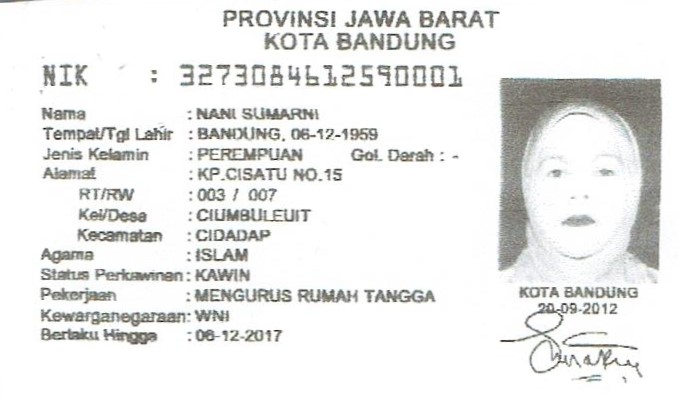 PROVINSI JAWA BARAT
KOTA BANDUNG
NIK : 3273084612590001
Nama : NANI SUMARNI
Tempat/Tgl Lahir : BANDUNG, 06-12-1959
Jenis Kelamin : PEREMPUAN Gol. Darah : -
Alamat : KP.CISATU NO.15
RT/RW : 003 / 007
Kel/Desa : CIUMBULEUIT
Kecamatan : CIDADAP
Agama : ISLAM
Status Perkawinan : KAWIN
Pekerjaan : MENGURUS RUMAH TANGGA
Kewarganegaraan: WNI
Berlaku Hingga : 06-12-2017
KOTA BANDUNG
20-09-2012